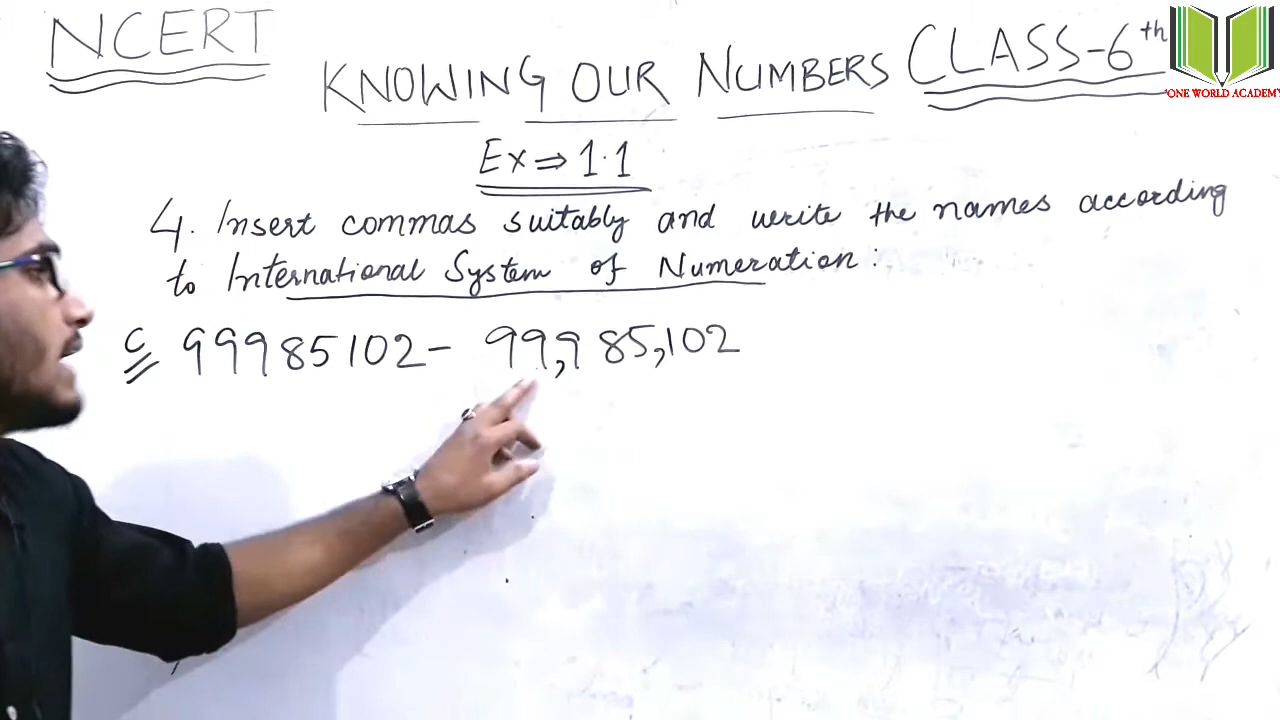 NCERT
KNOWING OUR NUMBERS CLASS-6th
Ex⇒1.1
4. Insert commas suitably and write the names according
to International System of Numeration:
C 99985102- 99,985,102
ONE WORLD ACADEMY